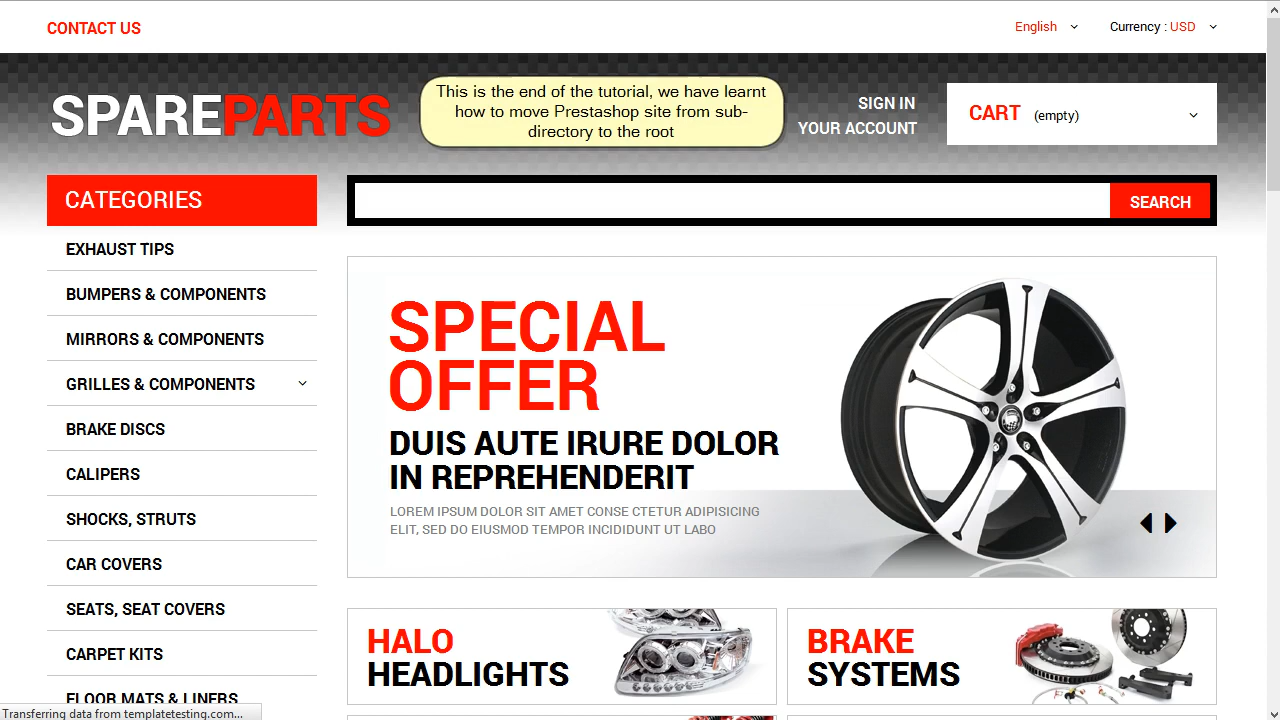 CONTACT US
English
Currency : USD
SPAREPARTS
This is the end of the tutorial, we have learnt
how to move Prestashop site from sub-
directory to the root
SIGN IN
YOUR ACCOUNT
CART (empty)
CATEGORIES
SEARCH
EXHAUST TIPS
BUMPERS & COMPONENTS
MIRRORS & COMPONENTS
GRILLES & COMPONENTS
BRAKE DISCS
CALIPERS
SHOCKS, STRUTS
CAR COVERS
SEATS, SEAT COVERS
CARPET KITS
FLOOR MATS & LINERS
SPECIAL
OFFER
DUIS AUTE IRURE DOLOR
IN REPREHENDERIT
LOREM IPSUM DOLOR SIT AMET CONSE CTETUR ADIPISICING
ELIT, SED DO EIUSMOD TEMPOR INCIDIDUNT UT LABO
HALO
HEADLIGHTS
BRAKE
SYSTEMS
Transferring data from templatetesting.com...